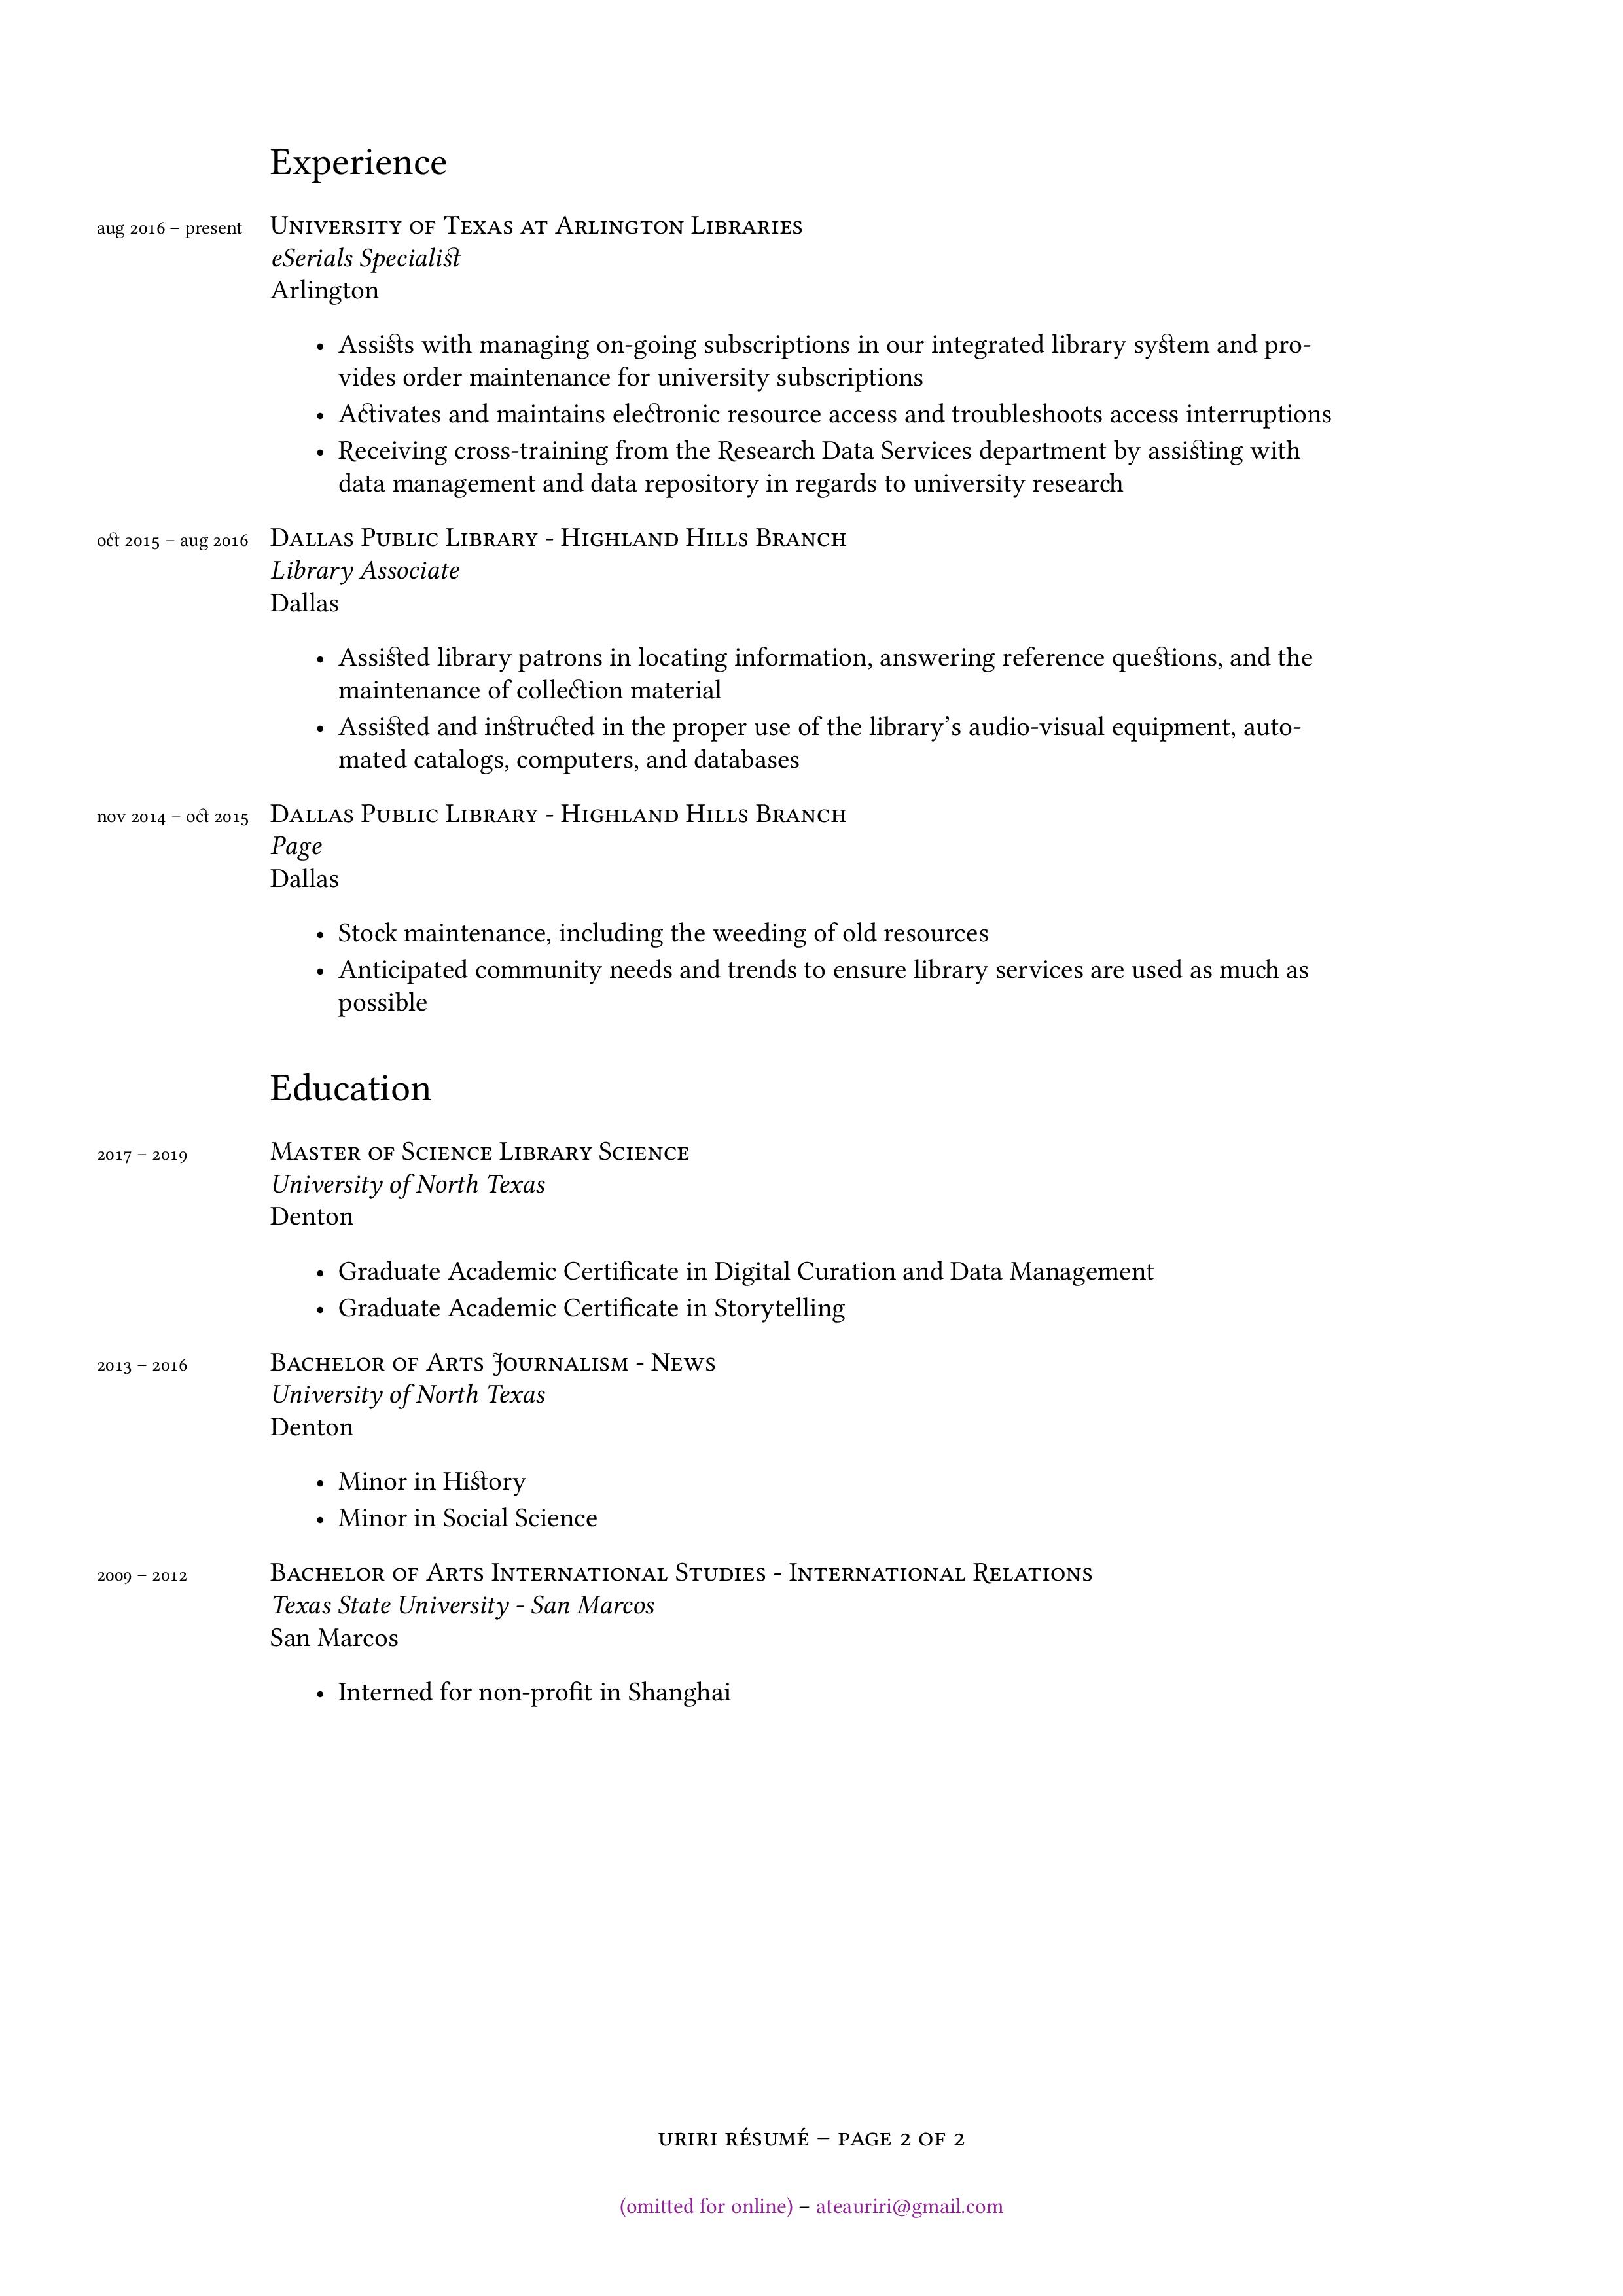 Experience
aug 2016 – present University of Texas at Arlington Libraries
eSerials Specialist
Arlington
• Assists with managing on-going subscriptions in our integrated library system and pro-
vides order maintenance for university subscriptions
• Activates and maintains electronic resource access and troubleshoots access interruptions
• Receiving cross-training from the Research Data Services department by assisting with
data management and data repository in regards to university research
oct 2015 – aug 2016 Dallas Public Library - Highland Hills Branch
Library Associate
Dallas
• Assisted library patrons in locating information, answering reference questions, and the
maintenance of collection material
• Assisted and instructed in the proper use of the library’s audio-visual equipment, auto-
mated catalogs, computers, and databases
nov 2014 – oct 2015 Dallas Public Library - Highland Hills Branch
Page
Dallas
• Stock maintenance, including the weeding of old resources
• Anticipated community needs and trends to ensure library services are used as much as
possible
Education
2017 – 2019 Master of Science Library Science
University of North Texas
Denton
• Graduate Academic Certificate in Digital Curation and Data Management
• Graduate Academic Certificate in Storytelling
2013 – 2016 Bachelor of Arts Journalism - News
University of North Texas
Denton
• Minor in History
• Minor in Social Science
2009 – 2012 Bachelor of Arts International Studies - International Relations
Texas State University - San Marcos
San Marcos
• Interned for non-profit in Shanghai
uriri résumé – page 2 of 2
(omitted for online) – ateauriri@gmail.com